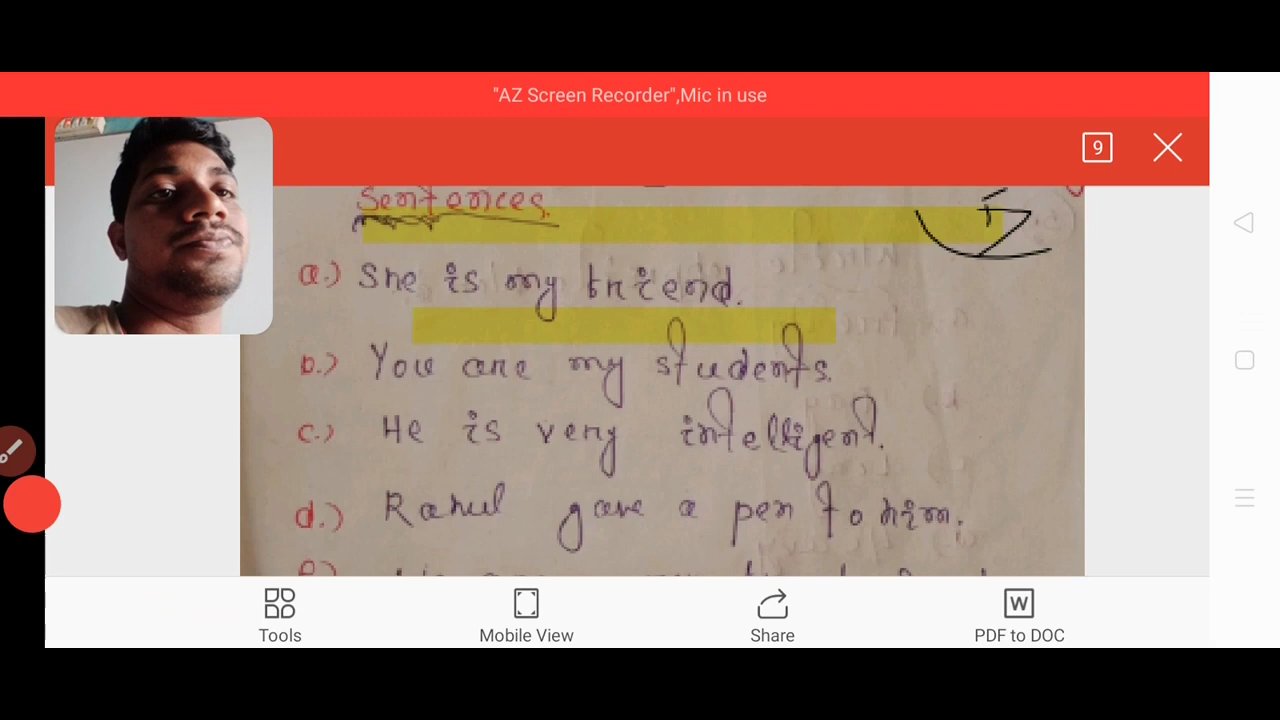 "AZ Screen Recorder",Mic in use
9
Sentences.
a.) She is my friend.
b.) You are my students.
c.) He is very intelligent.
d.) Rahul gave a pen to him.
e.)
Tools
Mobile View
Share
W
PDF to DOC